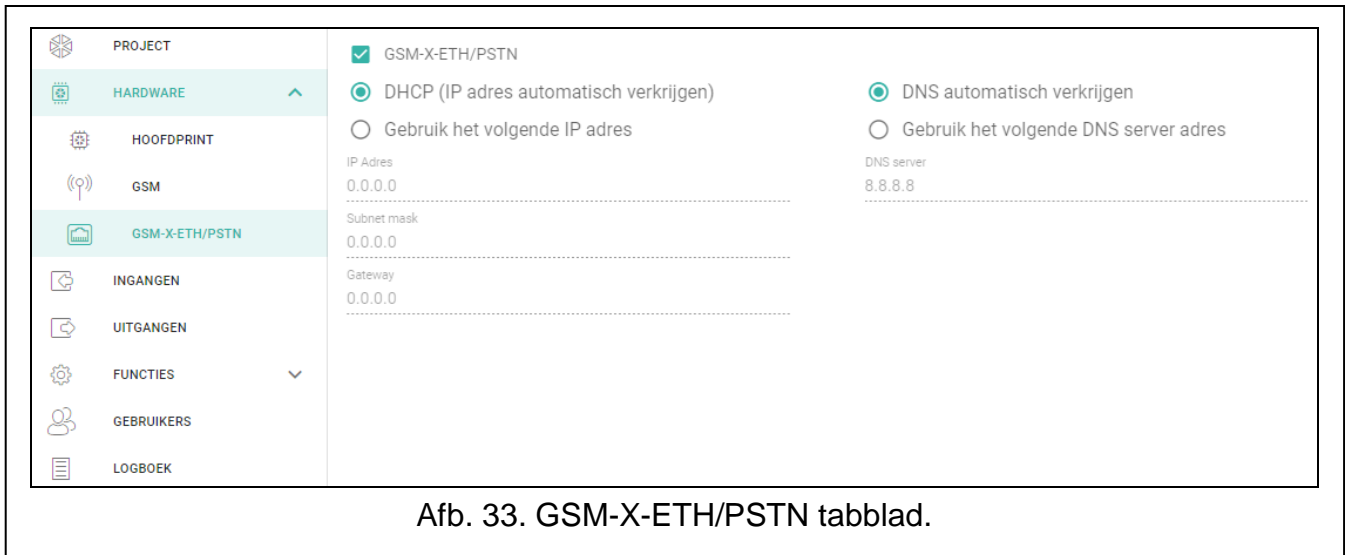 PROJECT
HARDWARE
HOOFDPRINT
GSM
GSM-X-ETH/PSTN
INGANGEN
UITGANGEN
FUNCTIES
GEBRUIKERS
LOGBOEK
GSM-X-ETH/PSTN
DHCP (IP adres automatisch verkrijgen)
Gebruik het volgende IP adres
IP Adres
0.0.0.0
Subnet mask
0.0.0.0
Gateway
0.0.0.0
DNS automatisch verkrijgen
Gebruik het volgende DNS server adres
DNS server
8.8.8.8
Afb. 33. GSM-X-ETH/PSTN tabblad.